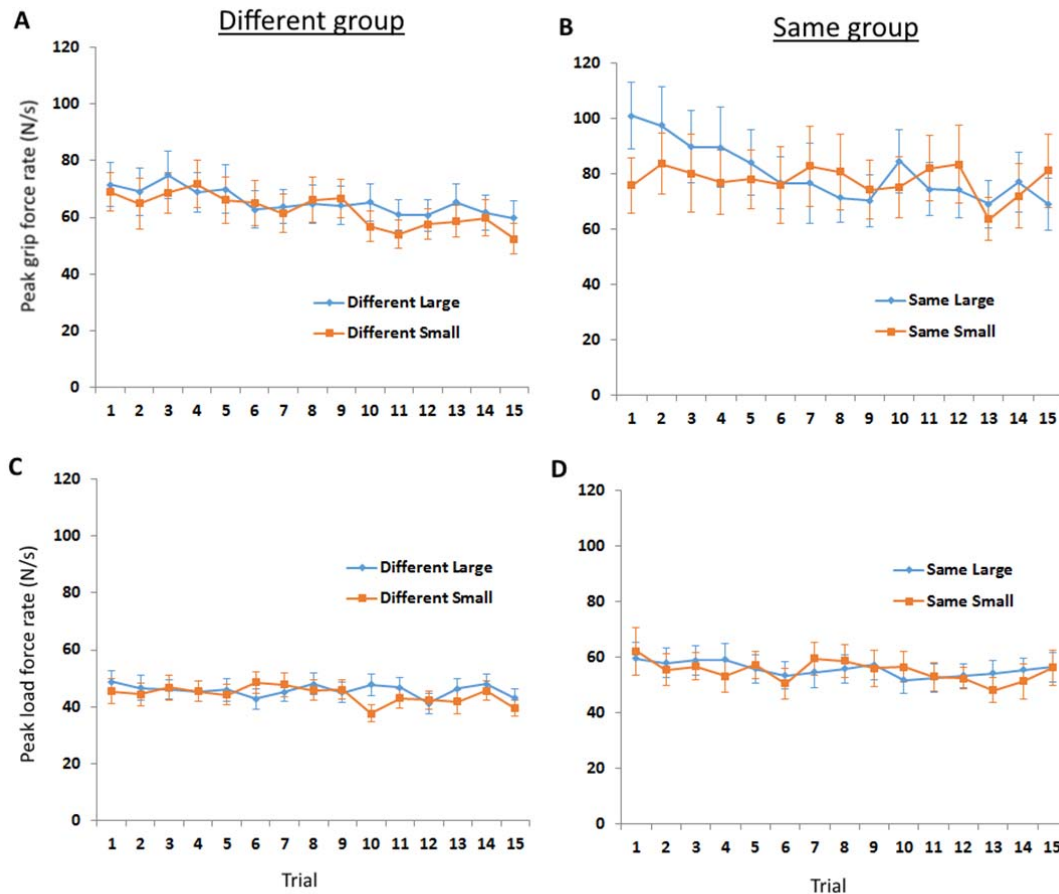 A
Different group
B
Same group
Peak grip force rate (N/s)
120
100
80
60
40
20
0
Different Large
Different Small
1 2 3 4 5 6 7 8 9 10 11 12 13 14 15
120
100
80
60
40
20
0
Same Large
Same Small
1 2 3 4 5 6 7 8 9 10 11 12 13 14 15
C
D
Peak load force rate (N/s)
120
100
80
60
40
20
0
Different Large
Different Small
1 2 3 4 5 6 7 8 9 10 11 12 13 14 15
Trial
120
100
80
60
40
20
0
Same Large
Same Small
1 2 3 4 5 6 7 8 9 10 11 12 13 14 15
Trial